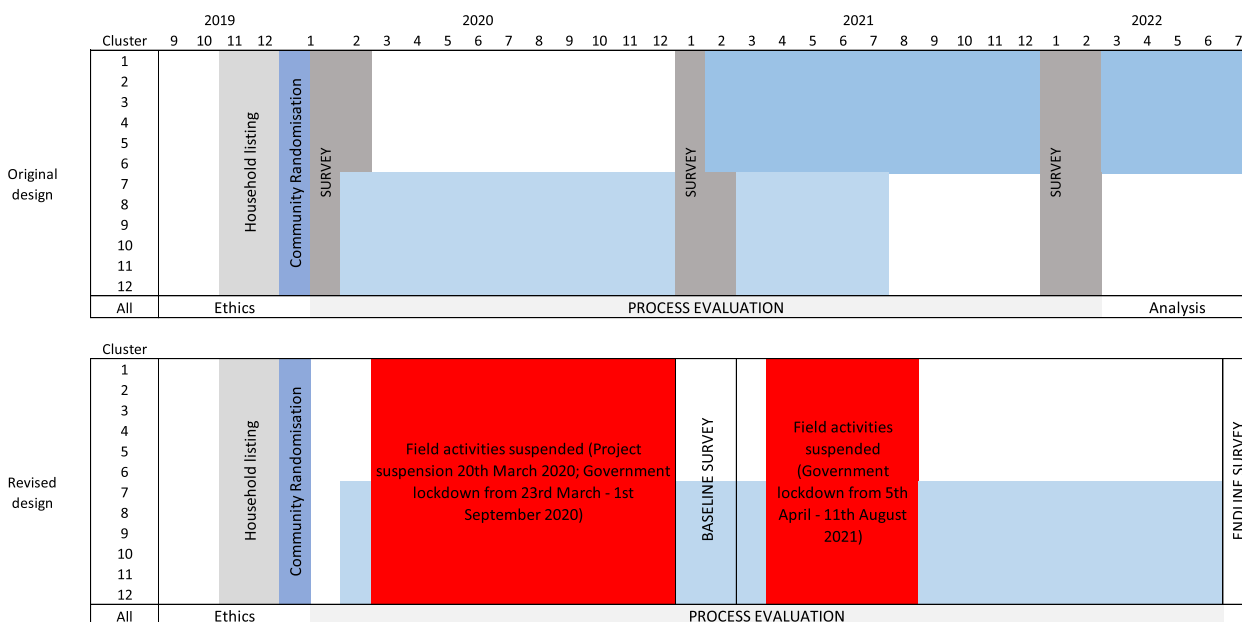 2019 2020 2021 2022
Cluster 9 10 11 12 1 2 3 4 5 6 7 8 9 10 11 12 1 2 3 4 5 6 7 8 9 10 11 12 1 2 3 4 5 6 7
Original
design
1
2
3
4
5
6
7
8
9
10
11
12
Household listing
Community Randomisation
SURVEY
SURVEY
SURVEY
All Ethics PROCESS EVALUATION Analysis
Cluster
Revised
design
1
2
3
4
5
6
7
8
9
10
11
12
Household listing
Community Randomisation
Field activities suspended (Project
suspension 20th March 2020; Government
lockdown from 23rd March - 1st
September 2020)
BASELINE SURVEY
Field activities
suspended
(Government
lockdown from 5th
April - 11th August
2021)
ENDLINE SURVEY
All Ethics PROCESS EVALUATION